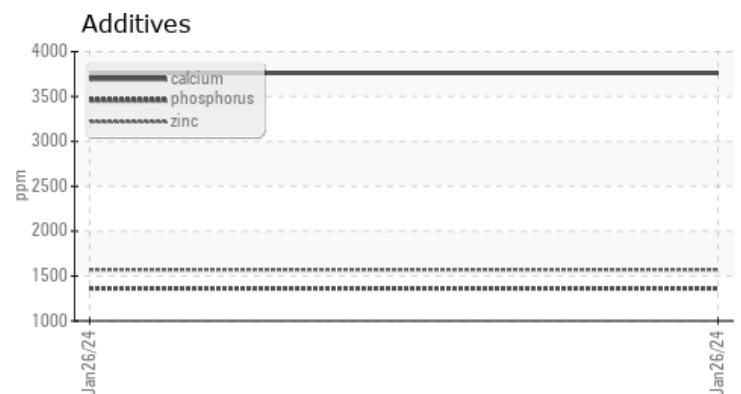 Additives
4000
3500
3000
2500
2000
1500
1000
ppm
calcium
phosphorus
zinc
Jan26/24
Jan26/24